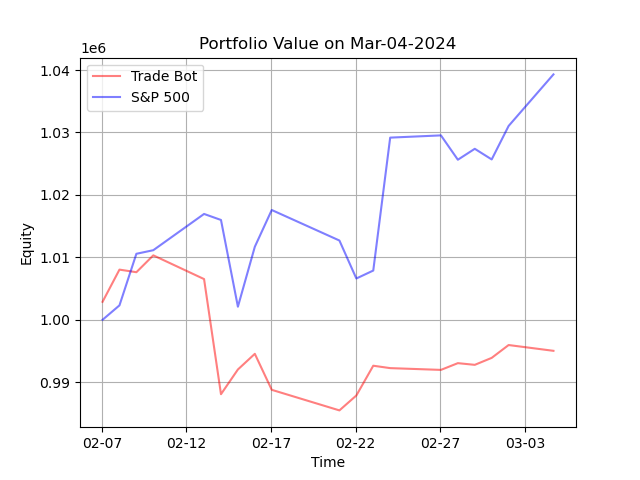 Portfolio Value on Mar-04-2024
1e6
Trade Bot
S&P 500
1.04
1.03
1.02
1.01
1.00
0.99
Equity
02-07 02-12 02-17 02-22 02-27 03-03
Time